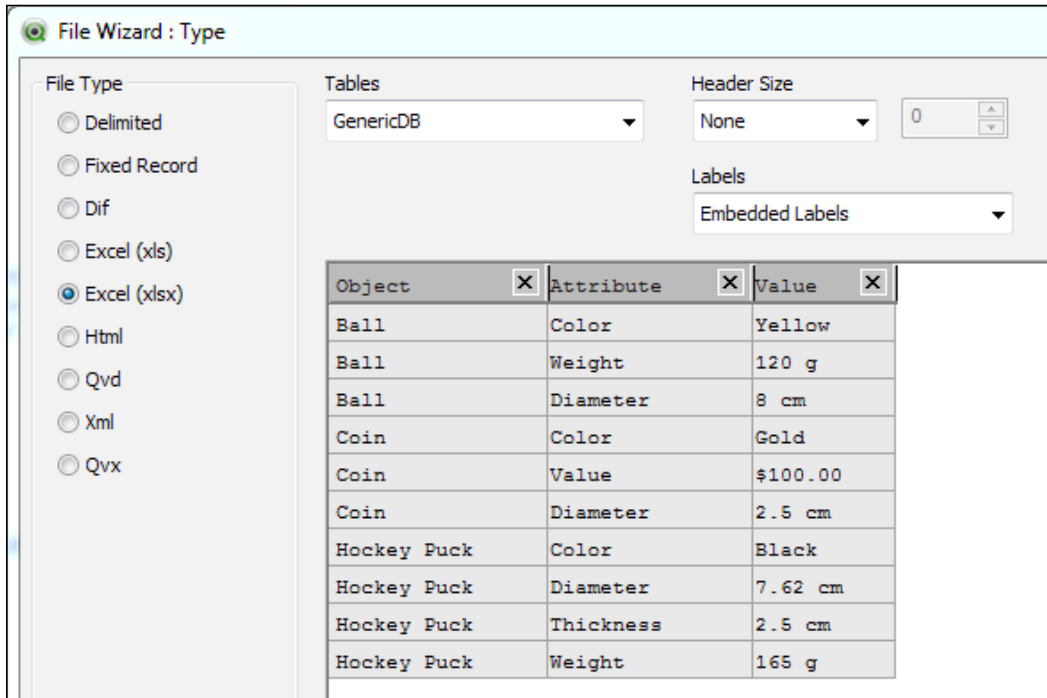 File Wizard : Type
File Type
Delimited
Fixed Record
Dif
Excel (xls)
Excel (xlsx)
Html
Qvd
Xml
Qvx
Tables
GenericDB
Header Size
None
0
Labels
Embedded Labels
Object Attribute Value
Ball Color Yellow
Ball Weight 120 g
Ball Diameter 8 cm
Coin Color Gold
Coin Value $100.00
Coin Diameter 2.5 cm
Hockey Puck Color Black
Hockey Puck Diameter 7.62 cm
Hockey Puck Thickness 2.5 cm
Hockey Puck Weight 165 g